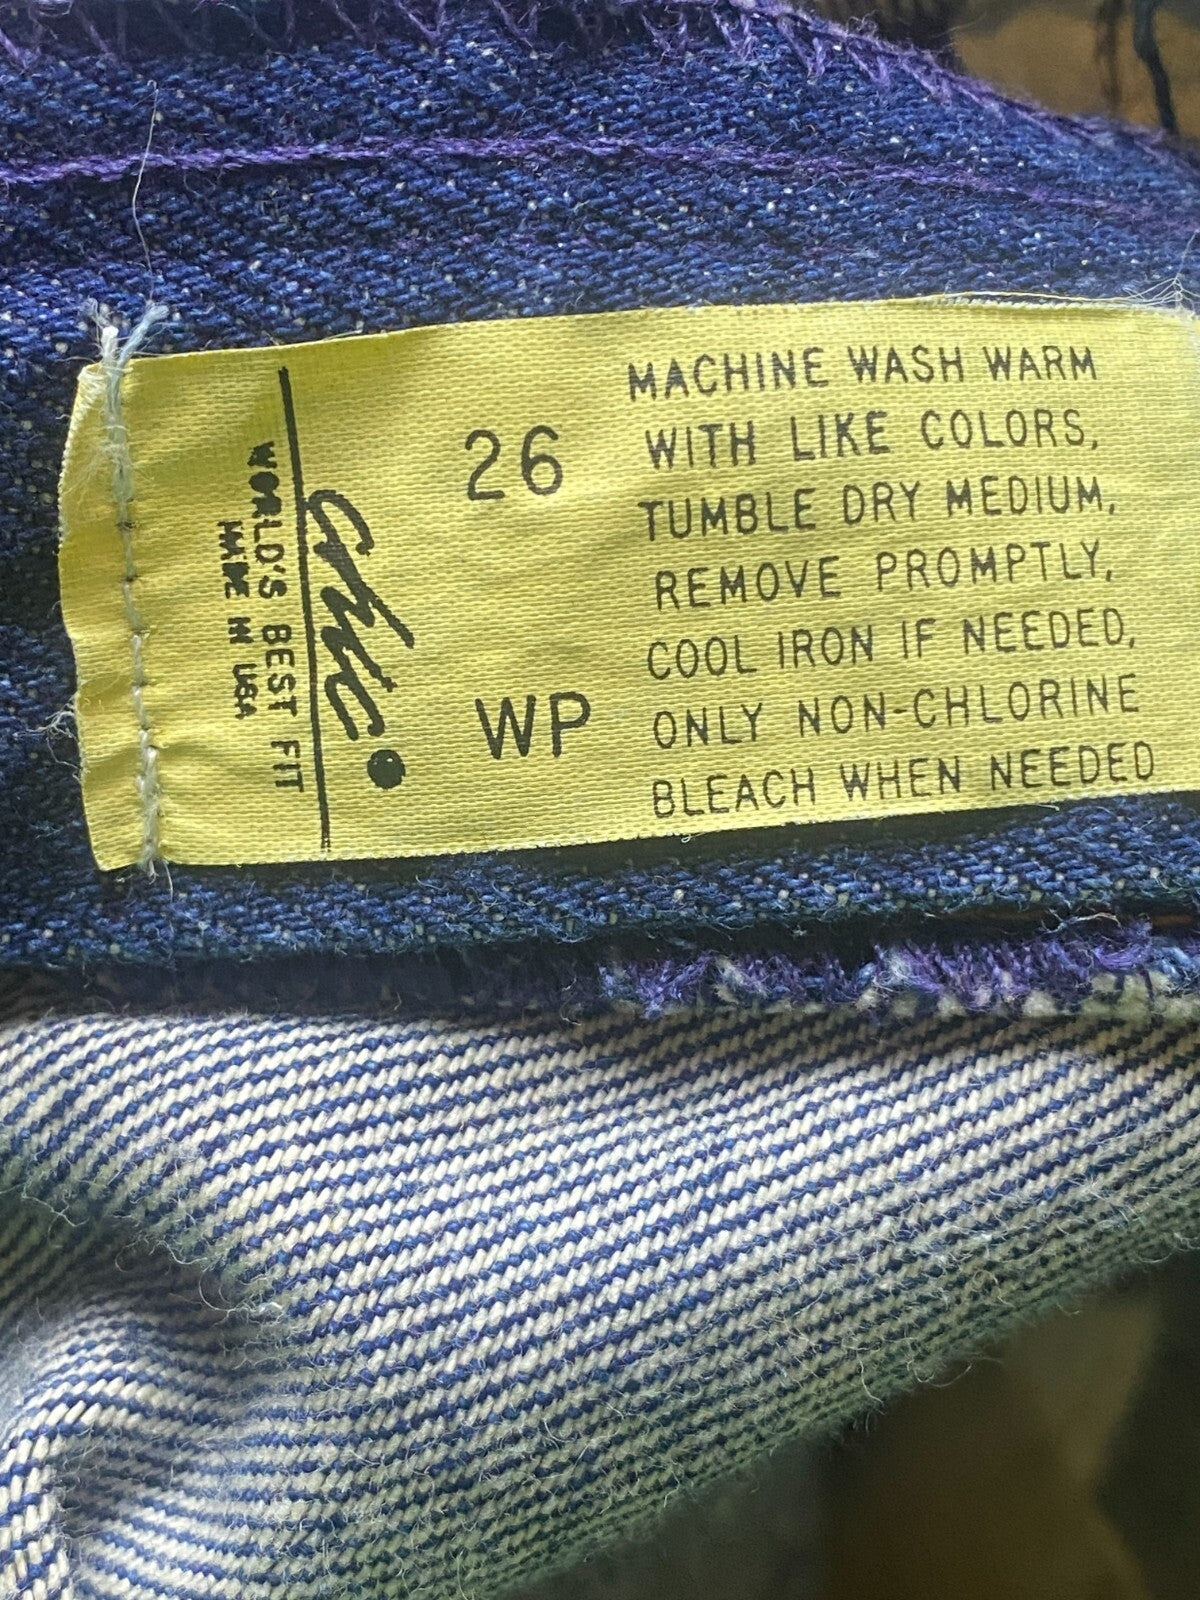 Chic
WORLD'S BEST FIT
MADE IN USA
26
WP
MACHINE WASH WARM
WITH LIKE COLORS,
TUMBLE DRY MEDIUM,
REMOVE PROMPTLY,
COOL IRON IF NEEDED,
ONLY NON-CHLORINE
BLEACH WHEN NEEDED